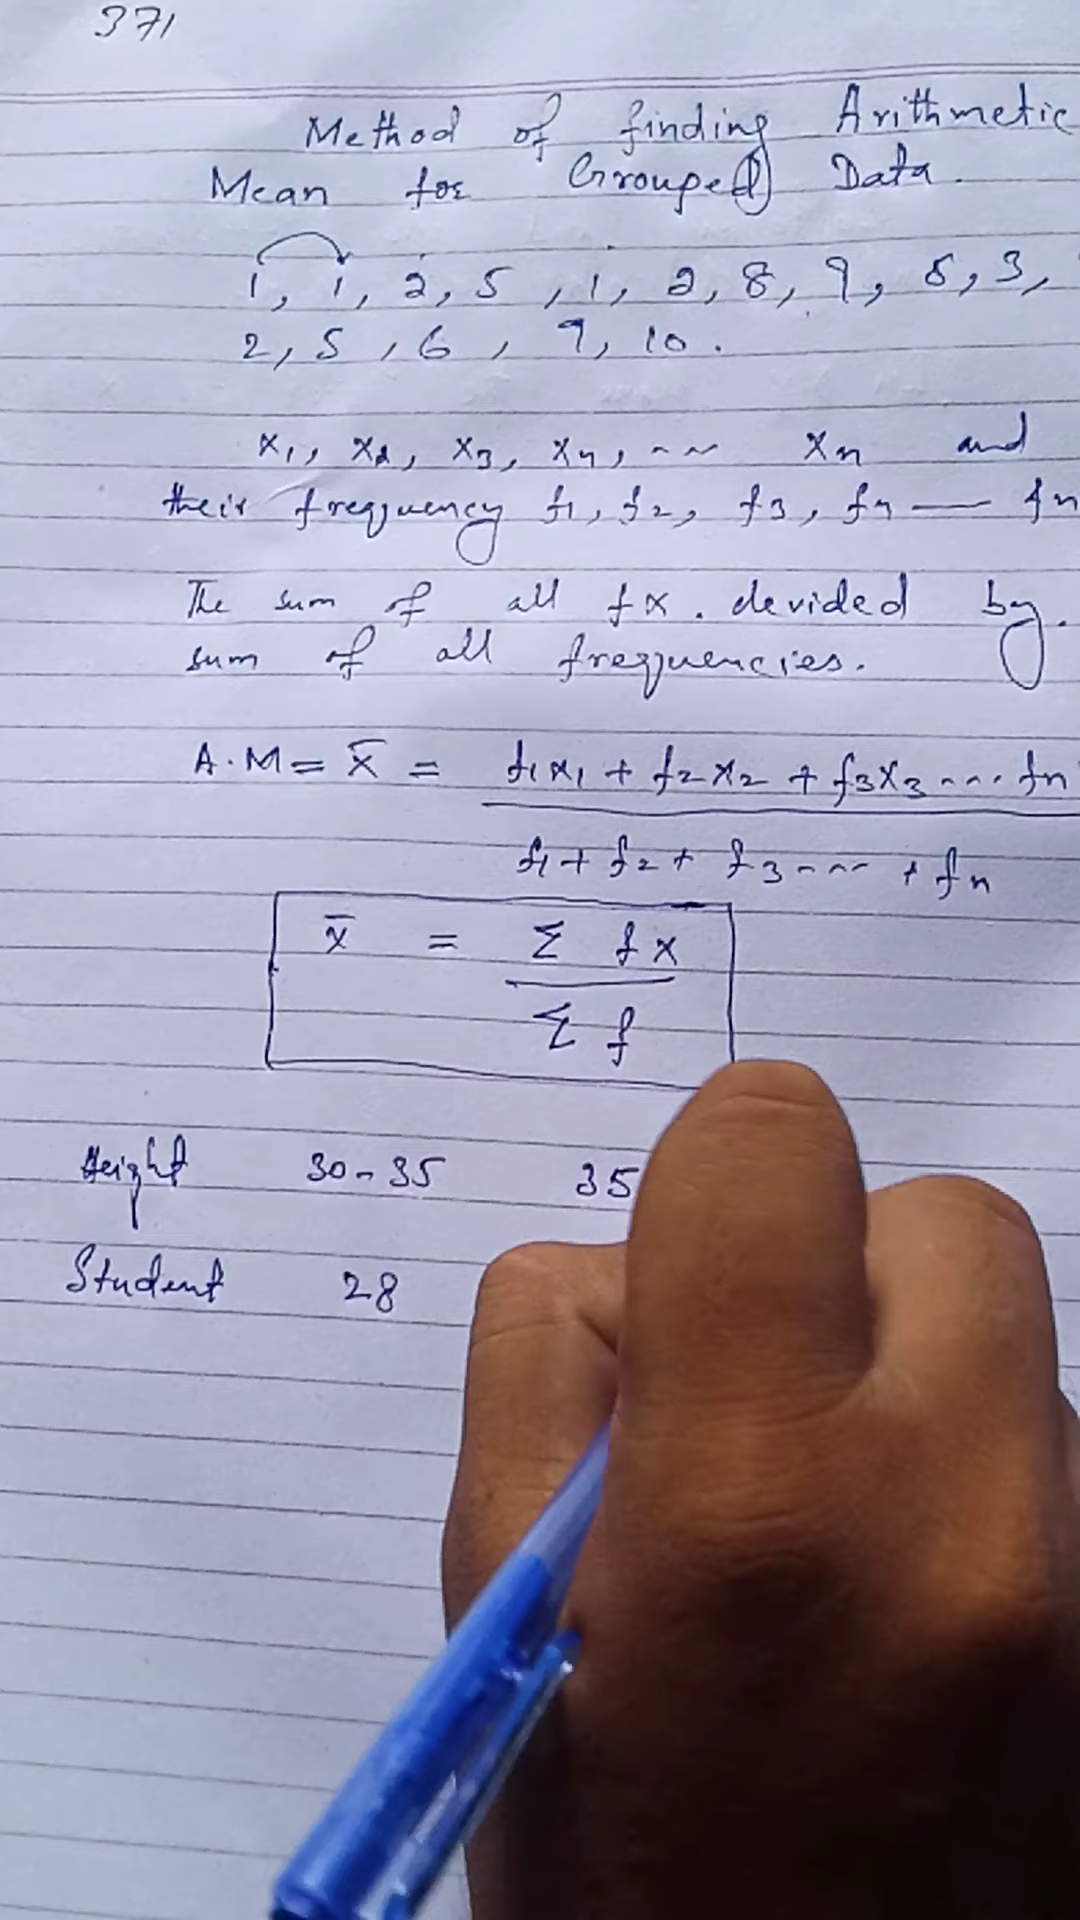 371
Method of finding Arithmetic
Mean for Grouped Data.
1, 1, 2, 5, 1, 2, 8, 9, 8, 3,
2, 5, 6, 9, 10.
x1, x2, x3, x4, ... xn and
their frequency f1, f2, f3, f4 — fn
The sum of all fx. devided by.
sum of all frequencies.
A.M = x̄ = f1x1 + f2x2 + f3x3 .... fn
f1 + f2 + f3 .... + fn
x̄ = Σ fx
Σ f
Height 30-35 35
Student 28